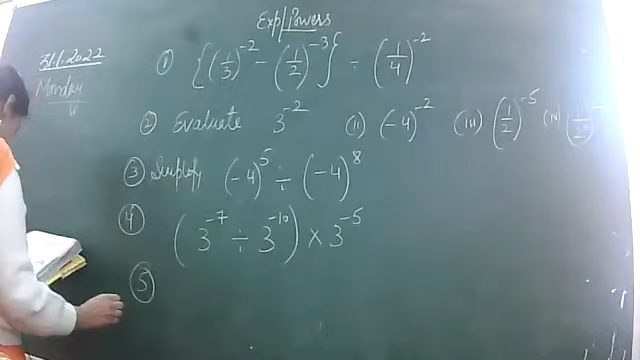 Exp/Powers
31.1.2022
Monday
① {(1/3)^-2 - (1/2)^-3} ÷ (1/4)^-2
② Evaluate 3^-2 (ii) (-4)^-2 (iii) (1/2)^-5 (iv)
③ Simplify (-4)^5 ÷ (-4)^8
④ (3^-7 ÷ 3^-10) × 3^-5
⑤